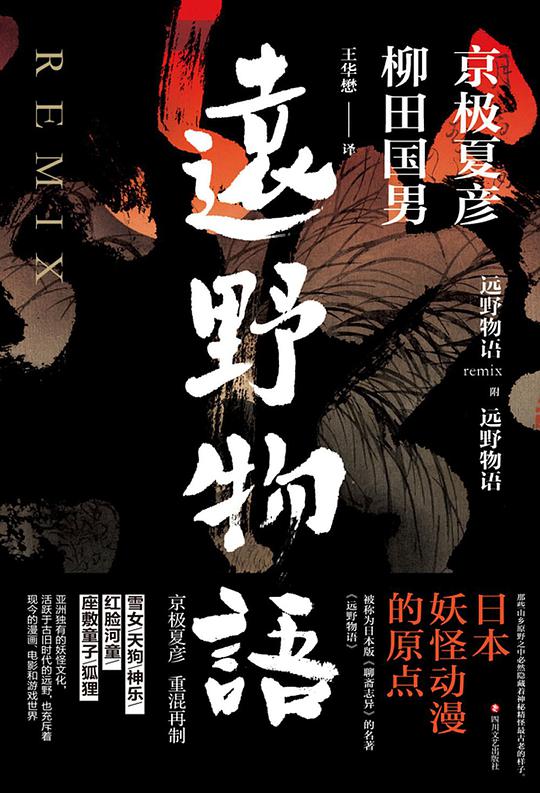 京极夏彦
柳田国男
王华懋——译
遠野物語
REMIX
远野物语
remix
附
远野物语
那些山乡原野之中必然隐藏着神秘精怪最古老的样子。
四川文艺出版社
日本
妖怪动漫
的原点
被称为日本版《聊斋志异》的名著
《远野物语》
京极夏彦 重混再制
雪女/天狗/神乐/
红脸河童/
座敷童子/狐狸
亚洲独有的妖怪文化，
活跃于古旧时代的远野，也充斥着
现今的漫画、电影和游戏世界